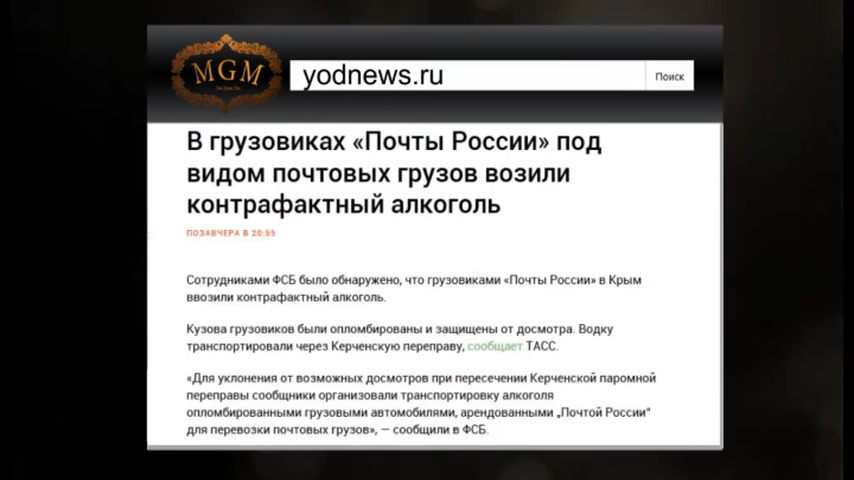 MGM
yodnews.ru
Поиск
В грузовиках «Почты России» под
видом почтовых грузов возили
контрафактный алкоголь
ПОЗАВЧЕРА В 20:55
Сотрудниками ФСБ было обнаружено, что грузовиками «Почты России» в Крым
ввозили контрафактный алкоголь.
Кузова грузовиков были опломбированы и защищены от досмотра. Водку
транспортировали через Керченскую переправу, сообщает ТАСС.
«Для уклонения от возможных досмотров при пересечении Керченской паромной
переправы сообщники организовали транспортировку алкоголя
опломбированными грузовыми автомобилями, арендованными „Почтой России“
для перевозки почтовых грузов», — сообщили в ФСБ.